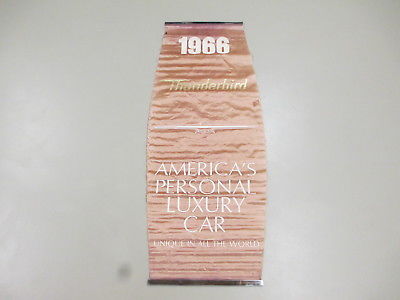 1966
Thunderbird
AMERICA'S
PERSONAL
LUXURY
CAR
UNIQUE IN ALL THE WORLD